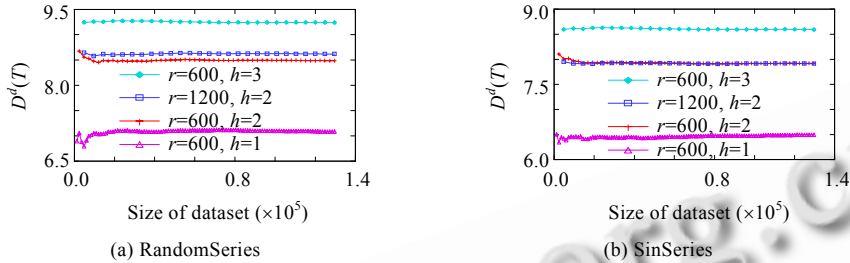 9.5
8.0
6.5
D^d(T)
r=600, h=3
r=1200, h=2
r=600, h=2
r=600, h=1
0.0 0.8 1.4
Size of dataset (×10^5)
(a) RandomSeries
9.0
7.5
6.0
D^d(T)
r=600, h=3
r=1200, h=2
r=600, h=2
r=600, h=1
0.0 0.8 1.4
Size of dataset (×10^5)
(b) SinSeries
org.c